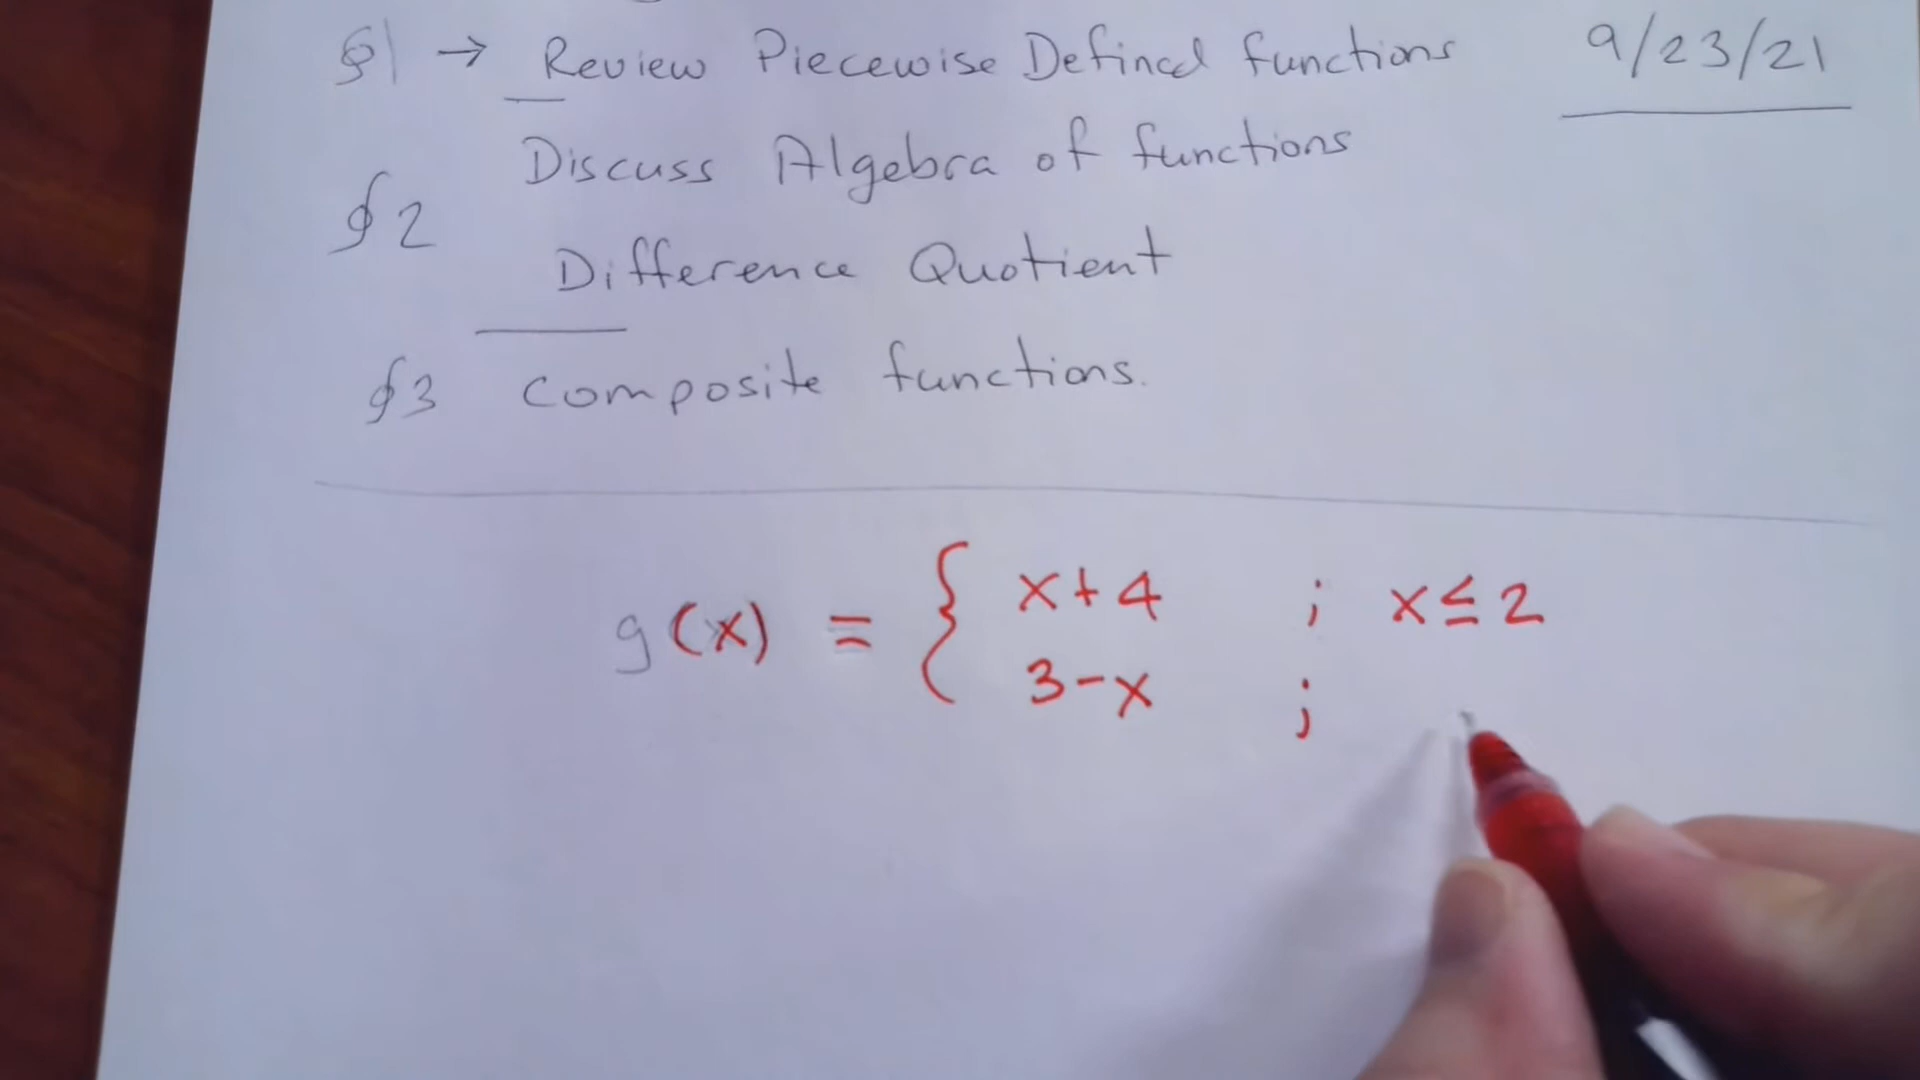 §1 → Review Piecewise Defined functions 9/23/21
Discuss Algebra of functions
§2
Difference Quotient
§3 Composite functions.
g(x) = { x+4 ; x≤2
3-x ;